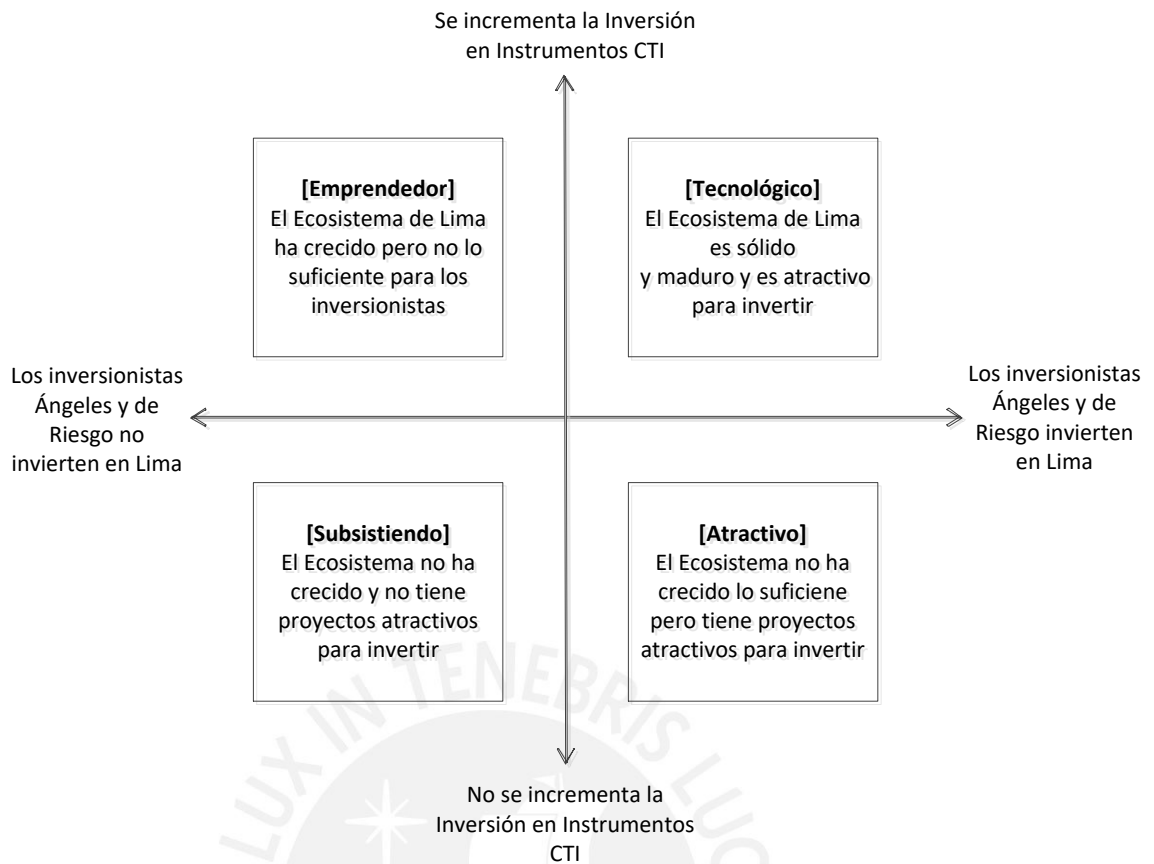 Se incrementa la Inversión
en Instrumentos CTI
[Emprendedor]
El Ecosistema de Lima
ha crecido pero no lo
suficiente para los
inversionistas
[Tecnológico]
El Ecosistema de Lima
es sólido
y maduro y es atractivo
para invertir
Los inversionistas
Ángeles y de
Riesgo no
invierten en Lima
Los inversionistas
Ángeles y de
Riesgo invierten
en Lima
[Subsistiendo]
El Ecosistema no ha
crecido y no tiene
proyectos atractivos
para invertir
[Atractivo]
El Ecosistema no ha
crecido lo suficiene
pero tiene proyectos
atractivos para invertir
No se incrementa la
Inversión en Instrumentos
CTI
LUX IN TENEBRIS LUC